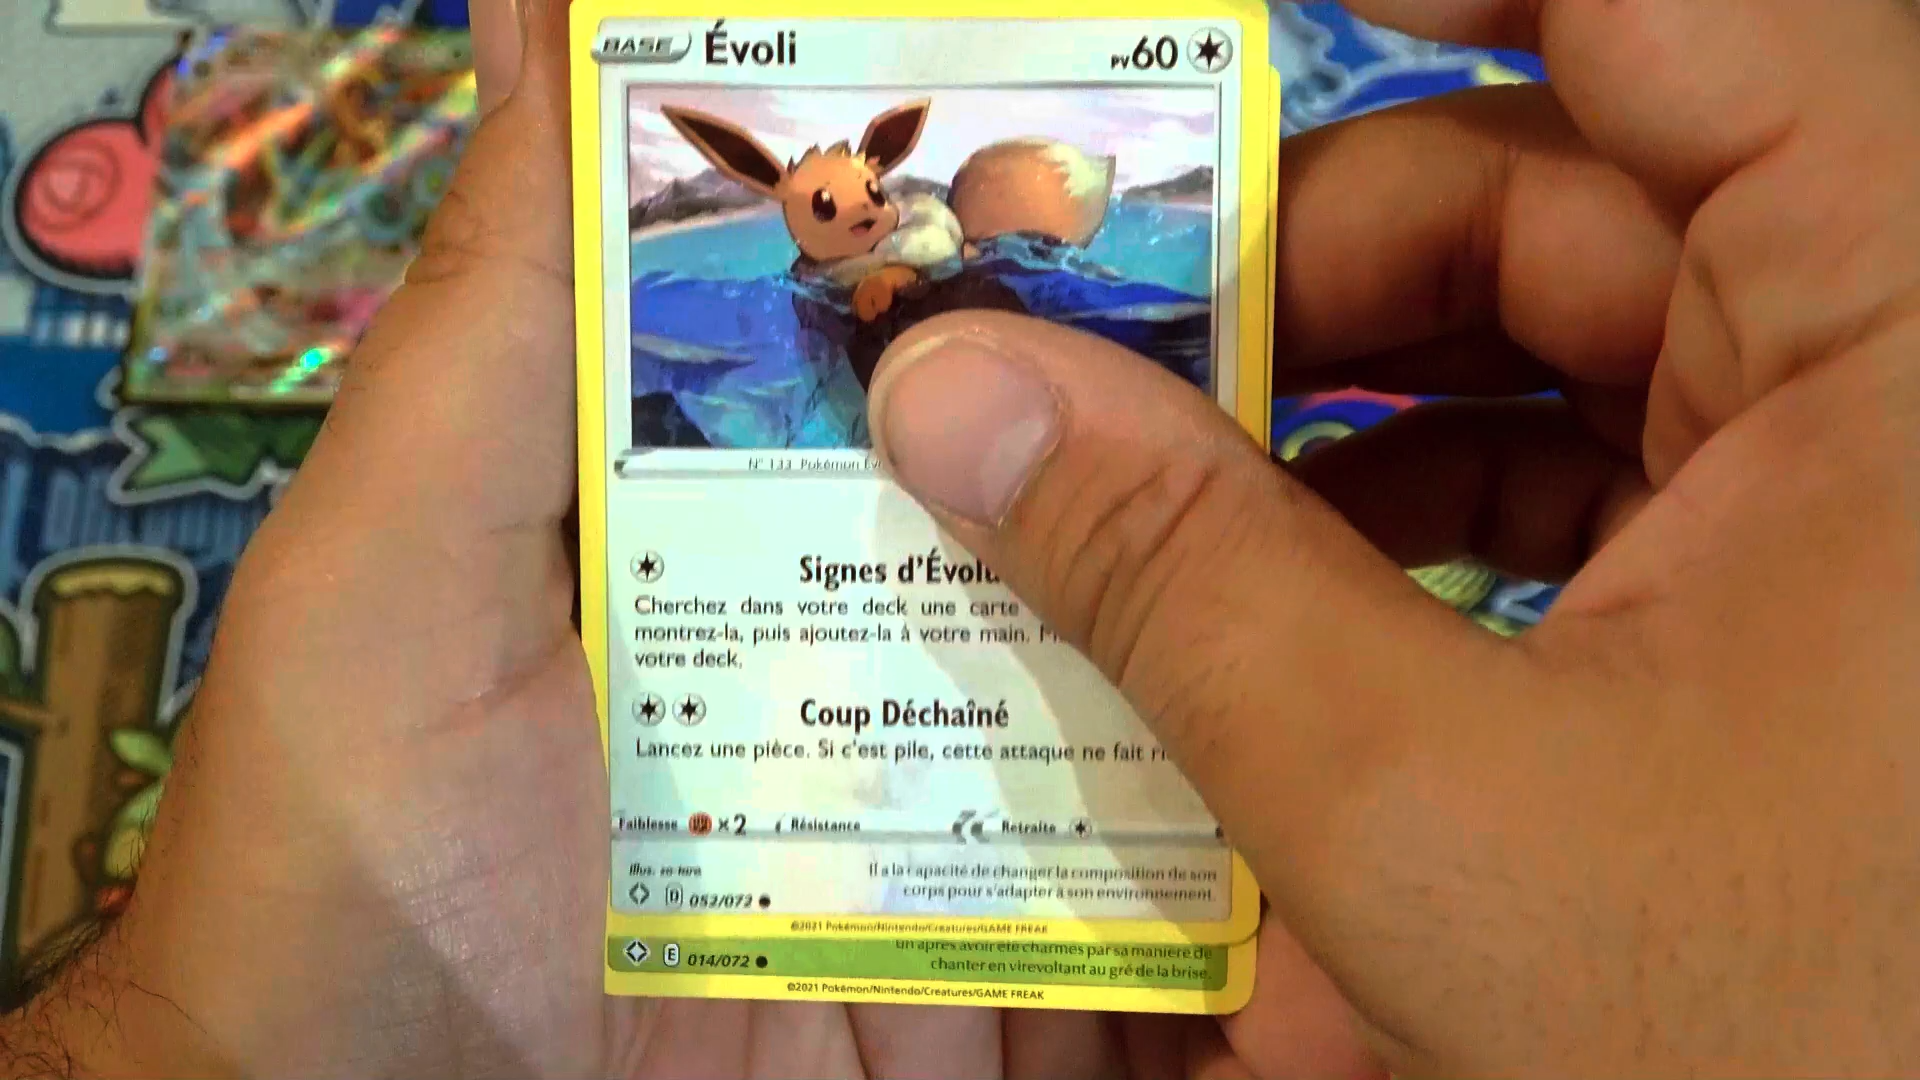 BASE Évoli PV60
N° 133 Pokémon
Signes d'Évolu
Cherchez dans votre deck une carte
montrez-la, puis ajoutez-la à votre main.
votre deck.
Coup Déchaîné
Lancez une pièce. Si c'est pile, cette attaque ne fait
Faiblesse ×2 Résistance Retraite
Illus. en tara
Il a la capacité de changer la composition de son
corps pour s'adapter à son environnement.
D 052/072
©2021 Pokémon/Nintendo/Creatures/GAME FREAK
un après avoir été charmés par sa manière de
E 014/072 chanter en virevoltant au gré de la brise.
©2021 Pokémon/Nintendo/Creatures/GAME FREAK